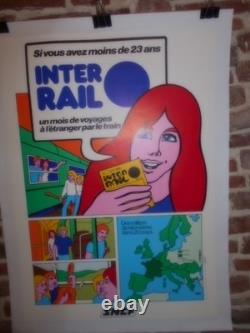 Si vous avez moins de 23 ans
INTER
RAIL
un mois de voyages
à l'étranger par le train
INTER
RAIL
SNCF